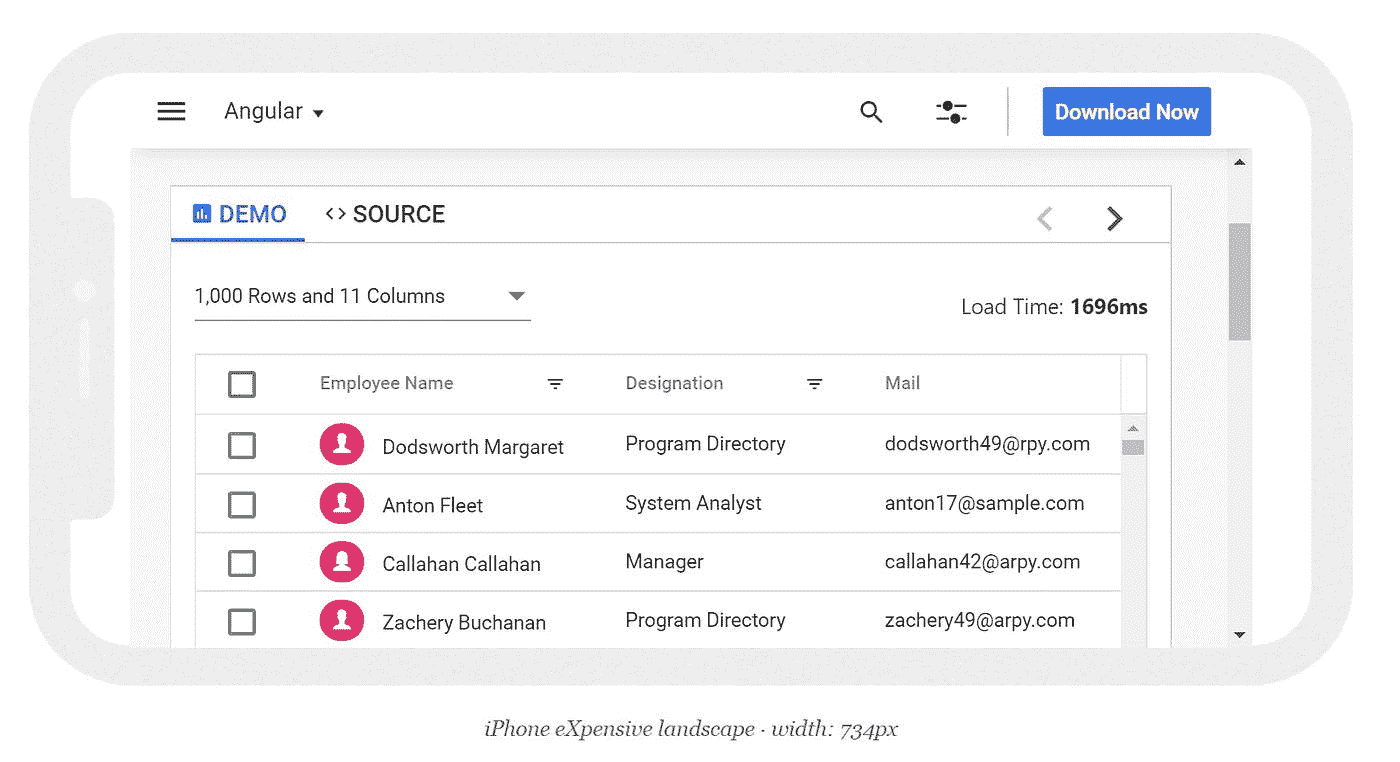 Angular
Download Now
DEMO <> SOURCE
1,000 Rows and 11 Columns
Load Time: 1696ms
Employee Name Designation Mail
Dodsworth Margaret Program Directory dodsworth49@rpy.com
Anton Fleet System Analyst anton17@sample.com
Callahan Callahan Manager callahan42@arpy.com
Zachery Buchanan Program Directory zachery49@arpy.com
iPhone eXpensive landscape · width: 734px